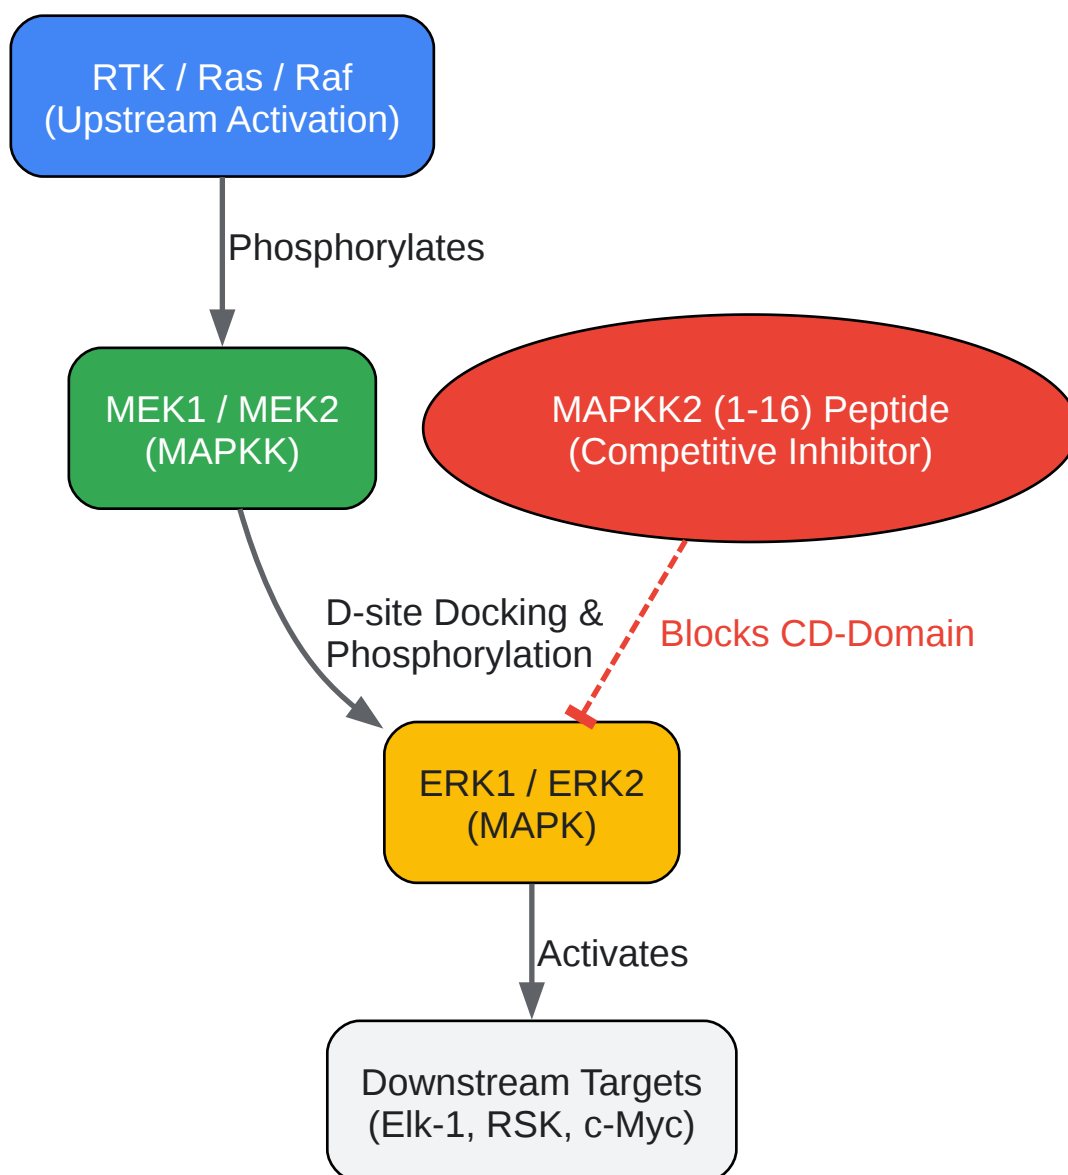 RTK / Ras / Raf
(Upstream Activation)
Phosphorylates
MEK1 / MEK2
(MAPKK)
MAPKK2 (1-16) Peptide
(Competitive Inhibitor)
D-site Docking &
Phosphorylation
Blocks CD-Domain
ERK1 / ERK2
(MAPK)
Activates
Downstream Targets
(Elk-1, RSK, c-Myc)